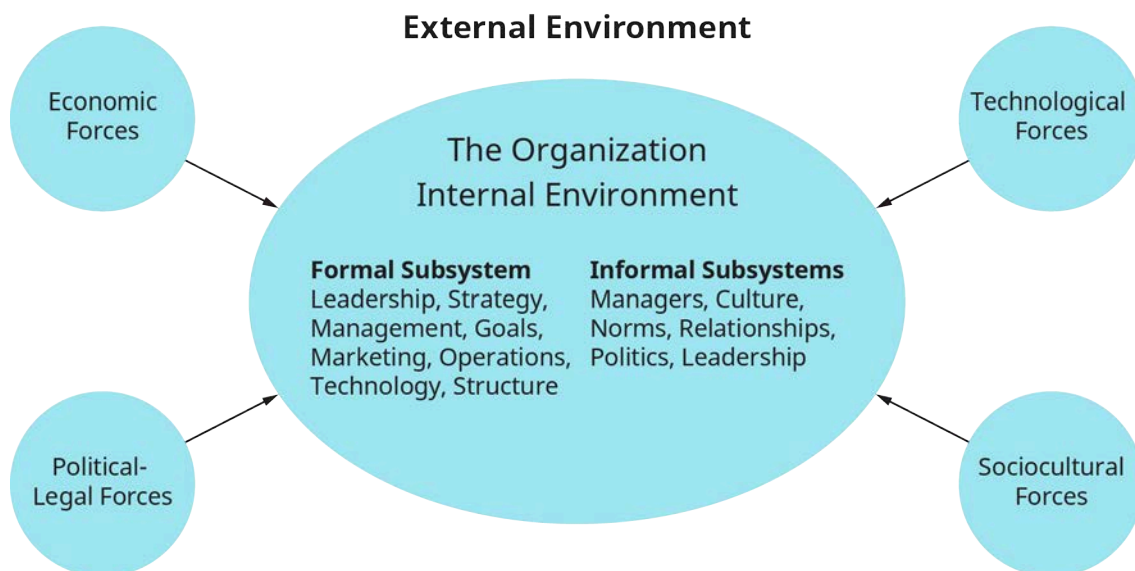 External Environment
Economic
Forces
Technological
Forces
The Organization
Internal Environment
Formal Subsystem
Leadership, Strategy,
Management, Goals,
Marketing, Operations,
Technology, Structure
Informal Subsystems
Managers, Culture,
Norms, Relationships,
Politics, Leadership
Political-
Legal Forces
Sociocultural
Forces